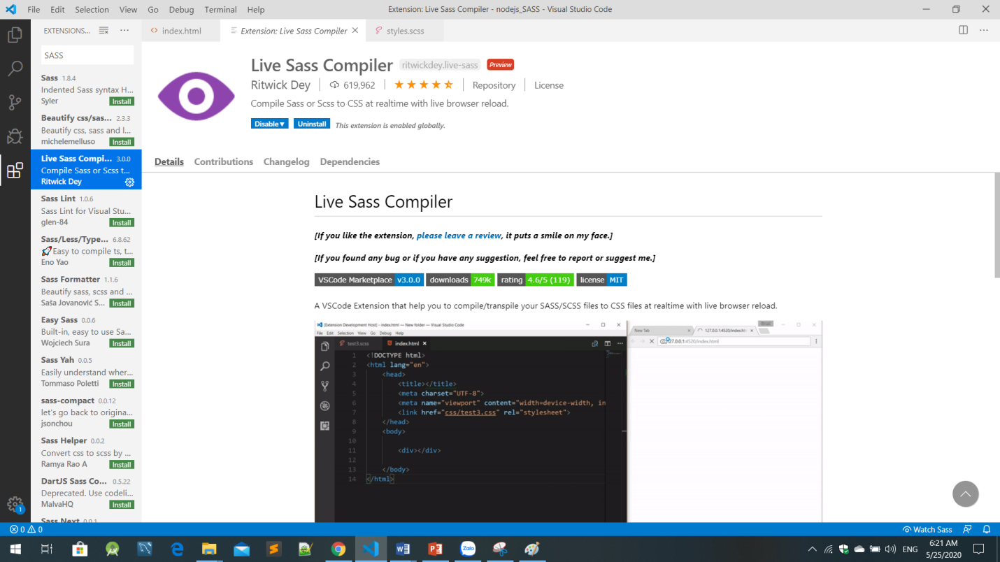 File Edit Selection View Go Debug Terminal Help
Extension: Live Sass Compiler - nodejs_SASS - Visual Studio Code
EXTENSIONS...
index.html
Extension: Live Sass Compiler
styles.scss
SASS
Sass 1.8.4
Indented Sass syntax H...
Syler Install
Beautify css/sas... 2.3.3
Beautify css, sass and l...
michelemelluso Install
Live Sass Compi... 3.0.0
Compile Sass or Scss t...
Ritwick Dey
Sass Lint 1.0.6
Sass Lint for Visual Stu...
glen-84 Install
Sass/Less/Type... 6.8.62
🚀Easy to compile ts, t...
Eno Yao Install
Sass Formatter 1.1.6
Beautify sass, scss and ...
Saša Jovanović S... Install
Easy Sass 0.0.6
Built-in, easy to use Sa...
Wojciech Sura Install
Sass Yah 0.0.5
Easily understand wher...
Tommaso Poletti Install
sass-compact 0.0.12
let's go back to origina...
jsonchou Install
Sass Helper 0.0.2
Convert css to scss by ...
Ramya Rao A Install
DartJS Sass Co... 0.5.22
Deprecated. Use codeli...
MalvaHQ Install
Sass Next 0.0.1
1
Live Sass Compiler ritwickdey.live-sass Preview
Ritwick Dey 619,962 Repository License
Compile Sass or Scss to CSS at realtime with live browser reload.
Disable▾ Uninstall This extension is enabled globally.
Details Contributions Changelog Dependencies
Live Sass Compiler
[If you like the extension, please leave a review, it puts a smile on my face.]
[If you found any bug or if you have any suggestion, feel free to report or suggest me.]
VSCode Marketplace v3.0.0 downloads 749k rating 4.6/5 (119) license MIT
A VSCode Extension that help you to compile/transpile your SASS/SCSS files to CSS files at realtime with live browser reload.
[Extension Development Host] - index.html — New folder — Visual Studio Code
File Edit Selection View Go Debug Help
test3.scss index.html
1 <!DOCTYPE html>
2 <html lang="en">
3 <head>
4 <title></title>
5 <meta charset="UTF-8">
6 <meta name="viewport" content="width=device-width, in
7 <link href="css/test3.css" rel="stylesheet">
8 </head>
9 <body>
10
11 <div></div>
12
13 </body>
14 </html>
New Tab
127.0.0.1:4520/index.ht
127.0.0.1:4520/index.html
0 0
Watch Sass
Zalo
ENG
6:21 AM
5/25/2020